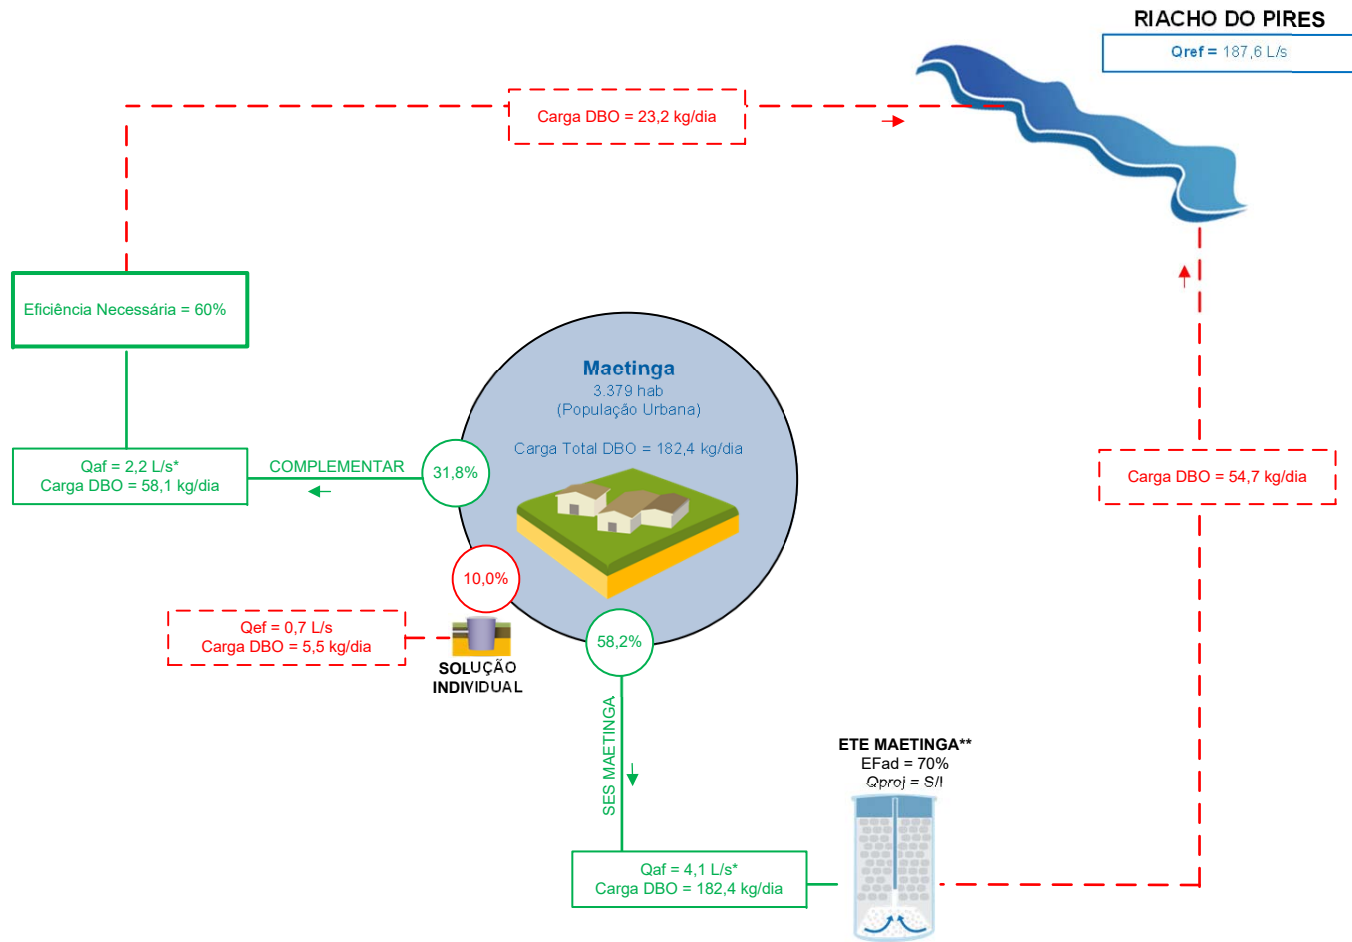 RIACHO DO PIRES
Qref = 187,6 L/s
Carga DBO = 23,2 kg/dia
Eficiência Necessária = 60%
Maetinga
3.379 hab
(População Urbana)
Carga Total DBO = 182,4 kg/dia
Qaf = 2,2 L/s*
Carga DBO = 58,1 kg/dia
COMPLEMENTAR
31,8%
Carga DBO = 54,7 kg/dia
10,0%
Qef = 0,7 L/s
Carga DBO = 5,5 kg/dia
SOLUÇÃO
INDIVIDUAL
58,2%
SES MAETINGA
ETE MAETINGA**
EFad = 70%
Qproj = S/I
Qaf = 4,1 L/s*
Carga DBO = 182,4 kg/dia